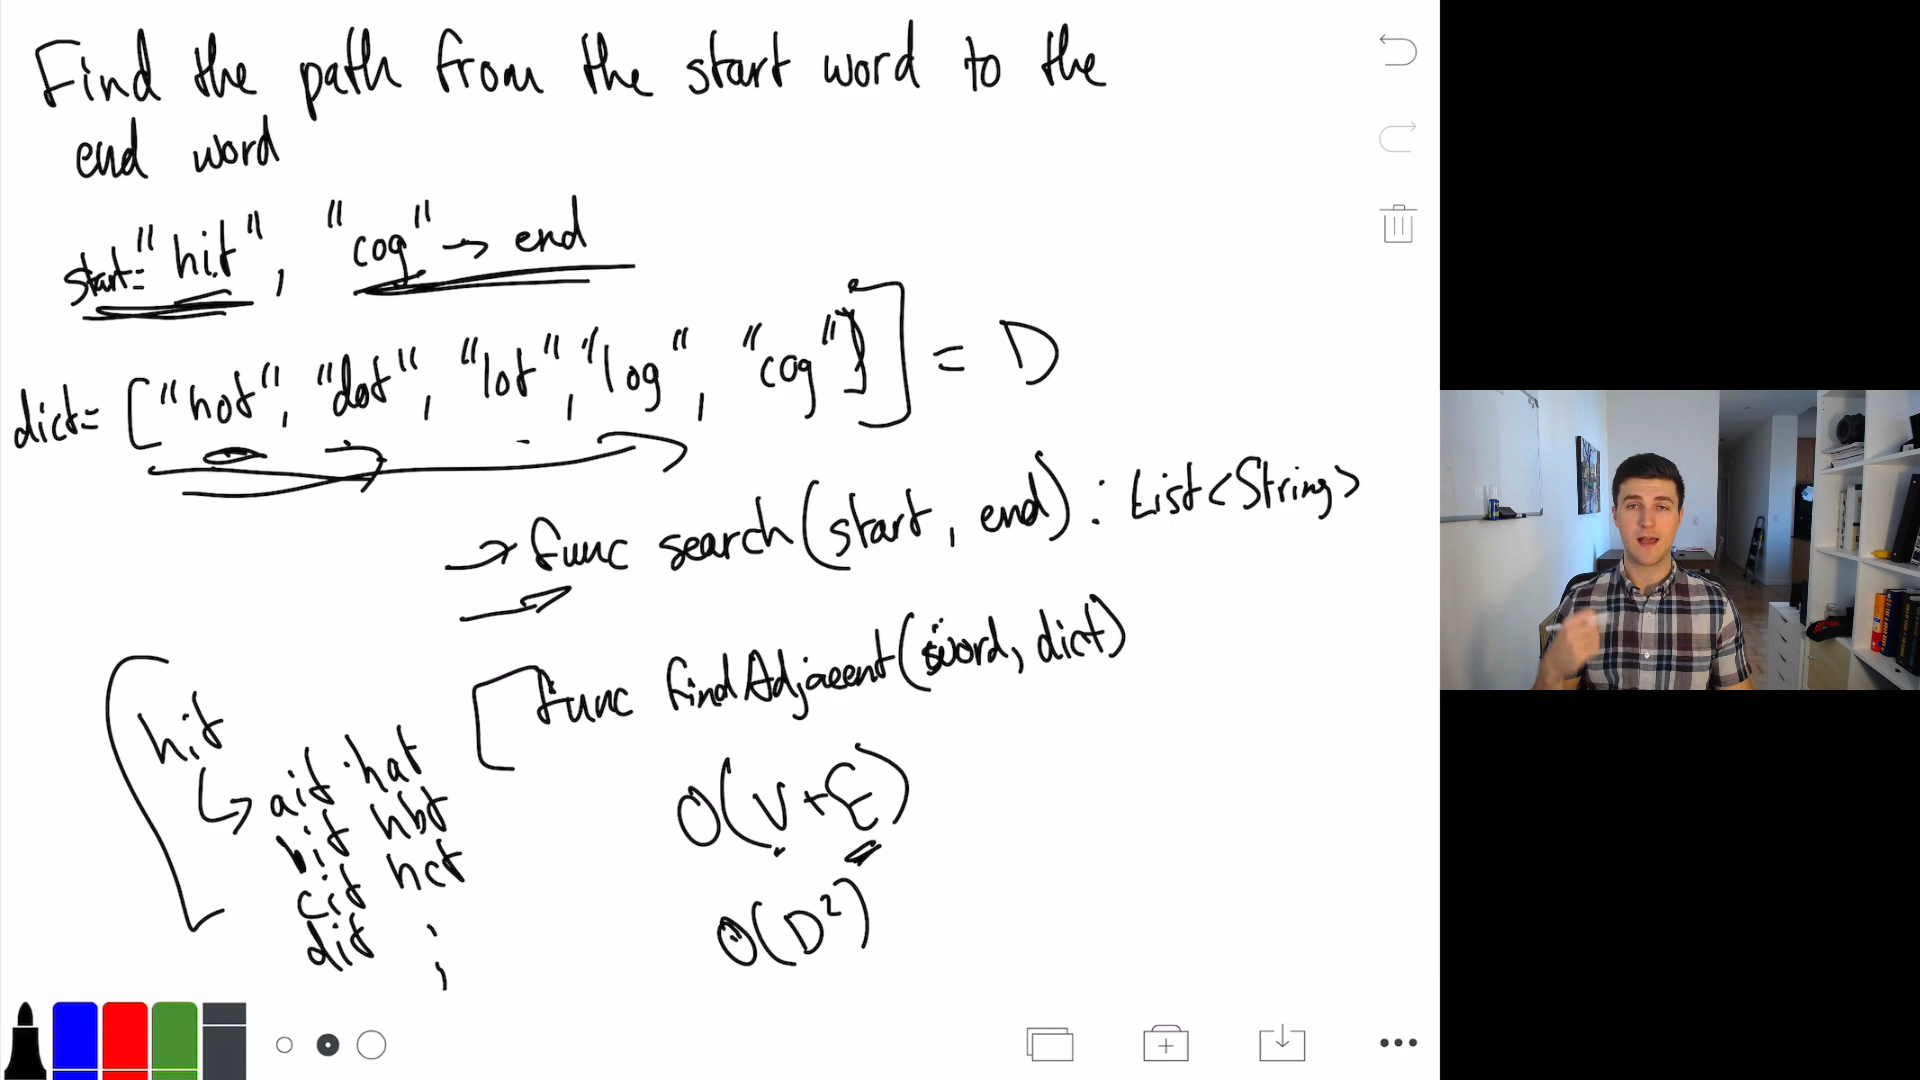 Find the path from the start word to the
end word
start= "hit", "cog" → end
dict= ["hot", "dot", "lot", "log", "cog"] = D
→ func search(start, end): List<String>
func findAdjacent(word, dict)
hit
ait hat
bit hbt
cit hct
dit
O(V+E)
O(D²)